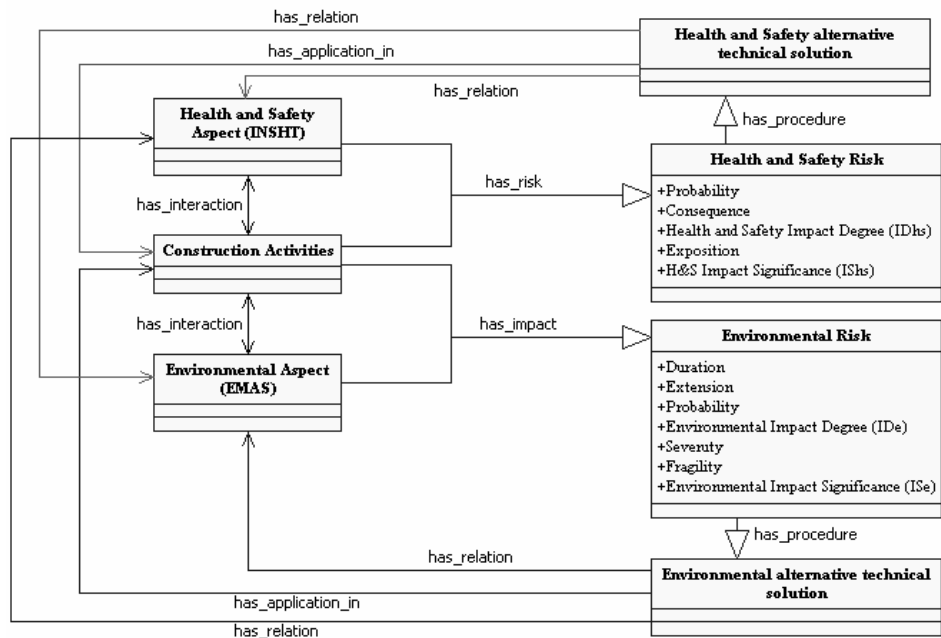 has_relation
Health and Safety alternative
technical solution
has_application_in
has_relation
Health and Safety
Aspect (INSHT)
has_procedure
Health and Safety Risk
+Probability
+Consequence
+Health and Safety Impact Degree (IDhs)
+Exposition
+H&S Impact Significance (IShs)
has_risk
has_interaction
Construction Activities
has_interaction
has_impact
Environmental Risk
+Duration
+Extension
+Probability
+Environmental Impact Degree (IDe)
+Severuty
+Fragility
+Environmental Impact Significance (ISe)
Environmental Aspect
(EMAS)
has_procedure
has_relation
Environmental alternative technical
solution
has_application_in
has_relation